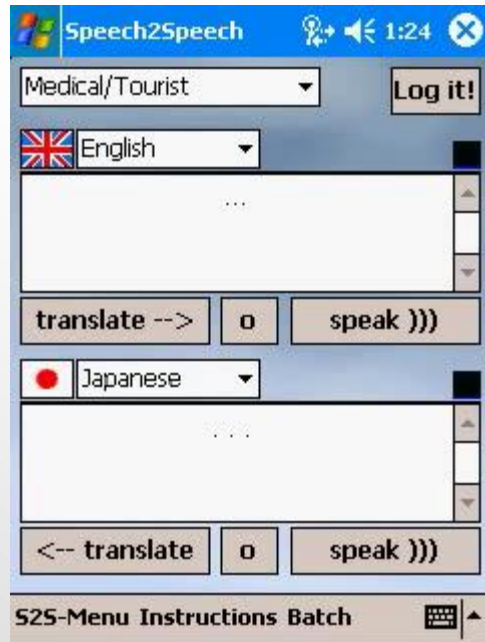 Speech2Speech 1:24
Medical/Tourist Log it!
English
...
translate --> o speak )))
Japanese
...
<-- translate o speak )))
S2S-Menu Instructions Batch